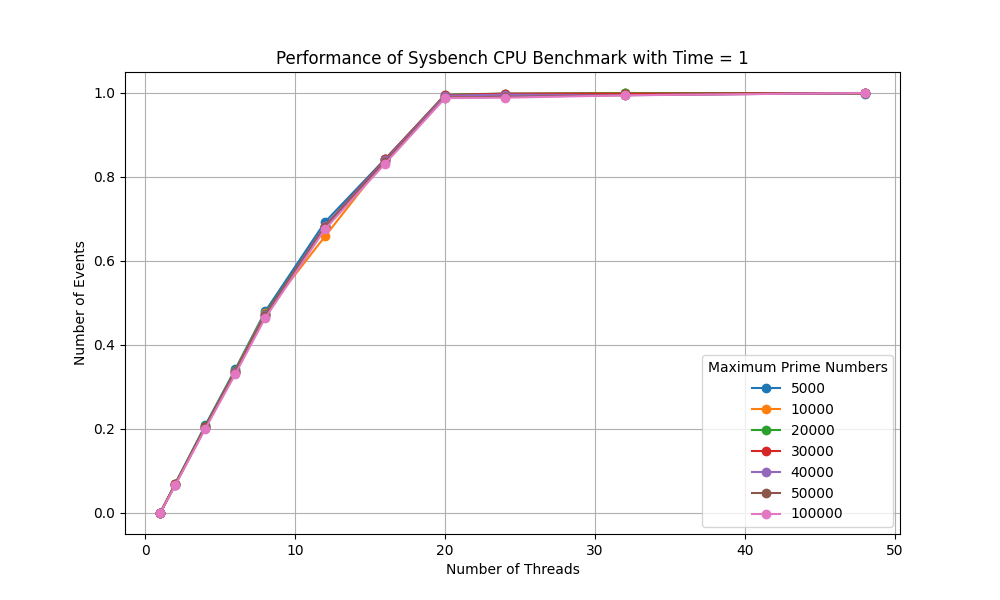 Performance of Sysbench CPU Benchmark with Time = 1
Number of Events
1.0
0.8
0.6
0.4
0.2
0.0
0 10 20 30 40 50
Number of Threads
Maximum Prime Numbers
5000
10000
20000
30000
40000
50000
100000